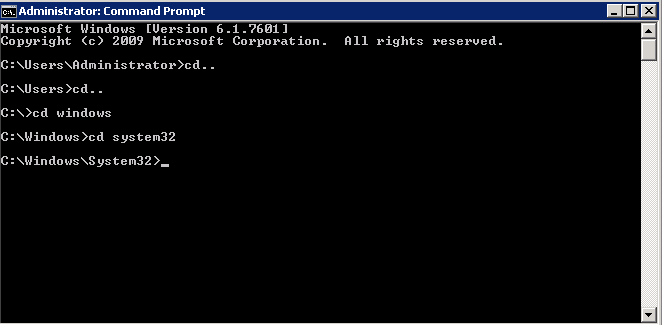 Administrator: Command Prompt
Microsoft Windows [Version 6.1.7601]
Copyright (c) 2009 Microsoft Corporation.  All rights reserved.
C:\Users\Administrator>cd..
C:\Users>cd..
C:\>cd windows
C:\Windows>cd system32
C:\Windows\System32>_